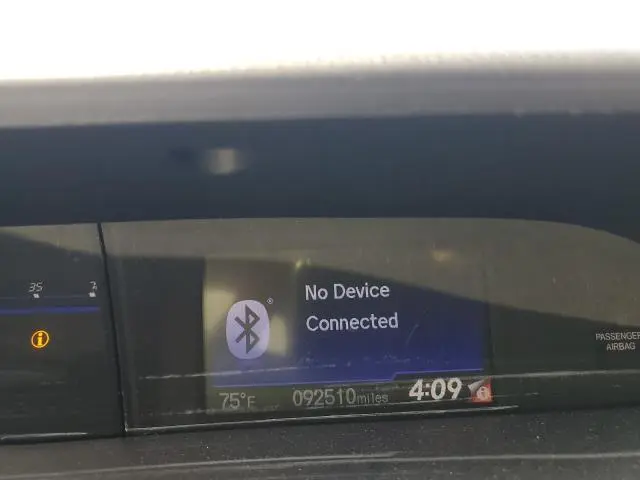 No Device
Connected
35
PASSENGER
AIRBAG
75°F 092510miles 4:09